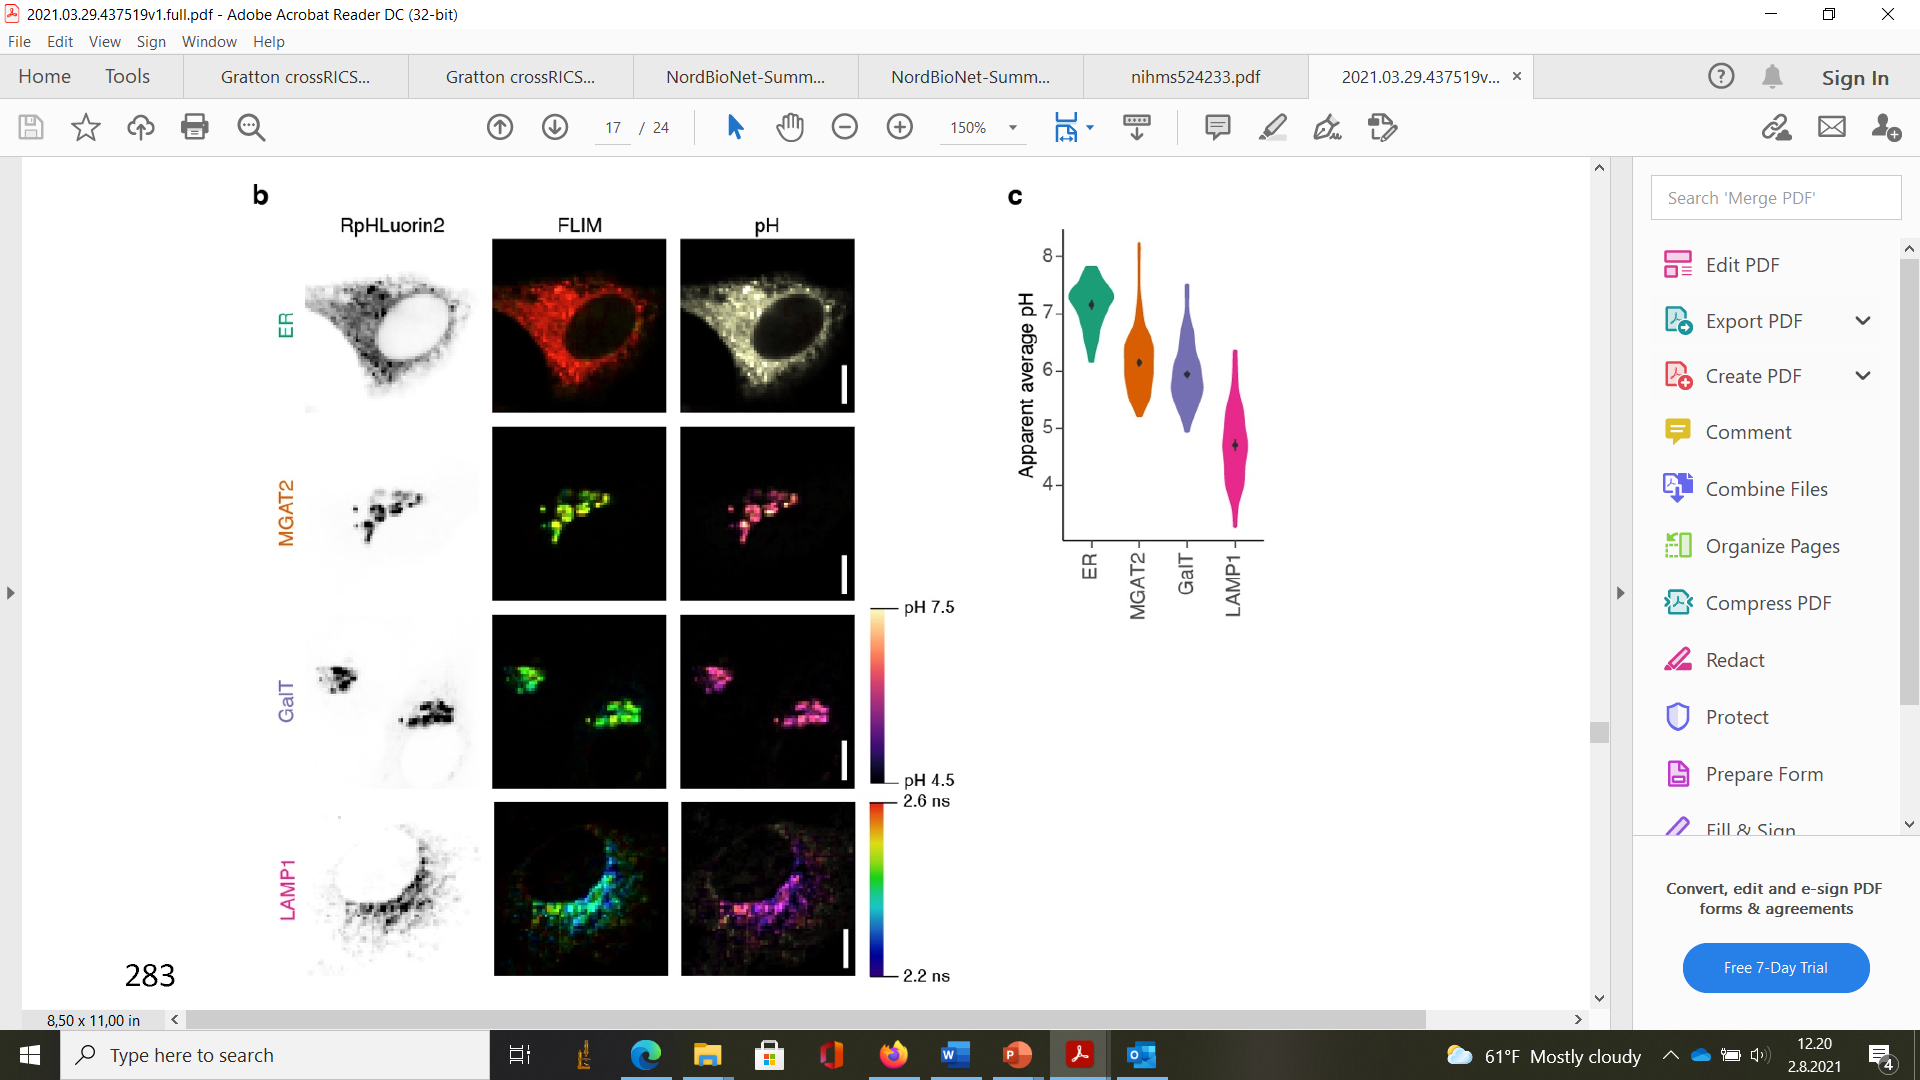 2021.03.29.437519v1.full.pdf - Adobe Acrobat Reader DC (32-bit)
File Edit View Sign Window Help
Home Tools Gratton crossRICS... Gratton crossRICS... NordBioNet-Summ... NordBioNet-Summ... nihms524233.pdf 2021.03.29.437519v... × Sign In
17 / 24 150%
b
RpHLuorin2 FLIM pH
ER
MGAT2
GalT
LAMP1
pH 7.5
pH 4.5
2.6 ns
2.2 ns
c
Apparent average pH
8
7
6
5
4
ER MGAT2 GalT LAMP1
283
8,50 x 11,00 in
Search 'Merge PDF'
Edit PDF
Export PDF
Create PDF
Comment
Combine Files
Organize Pages
Compress PDF
Redact
Protect
Prepare Form
Fill & Sign
Convert, edit and e-sign PDF
forms & agreements
Free 7-Day Trial
Type here to search
61°F Mostly cloudy
12.20
2.8.2021
4